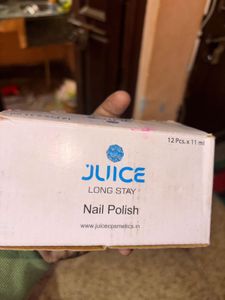 12 Pcs. x 11 ml
JUICE
LONG STAY
Nail Polish
www.juicecosmetics.in